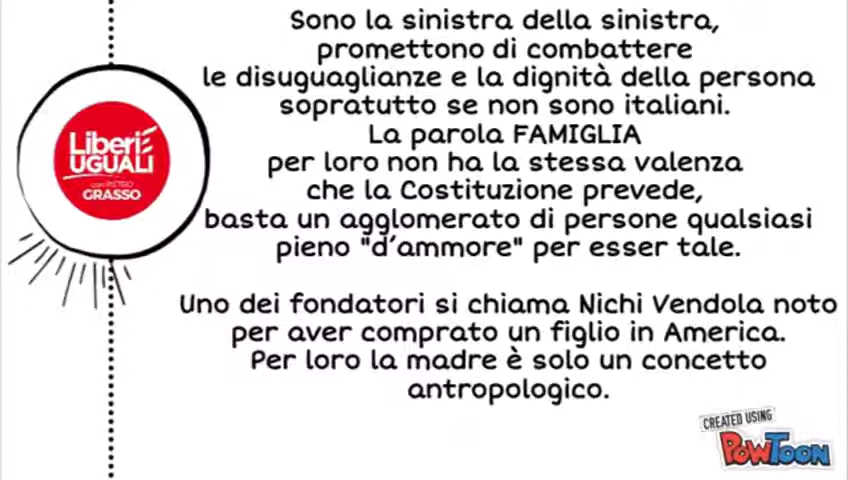 Sono la sinistra della sinistra,
promettono di combattere
le disuguaglianze e la dignità della persona
sopratutto se non sono italiani.
La parola FAMIGLIA
per loro non ha la stessa valenza
che la Costituzione prevede,
basta un agglomerato di persone qualsiasi
pieno "d'ammore" per esser tale.
Liberi E
UGUALI
con PIETRO
GRASSO
Uno dei fondatori si chiama Nichi Vendola noto
per aver comprato un figlio in America.
Per loro la madre è solo un concetto
antropologico.
CREATED USING
POWTOON